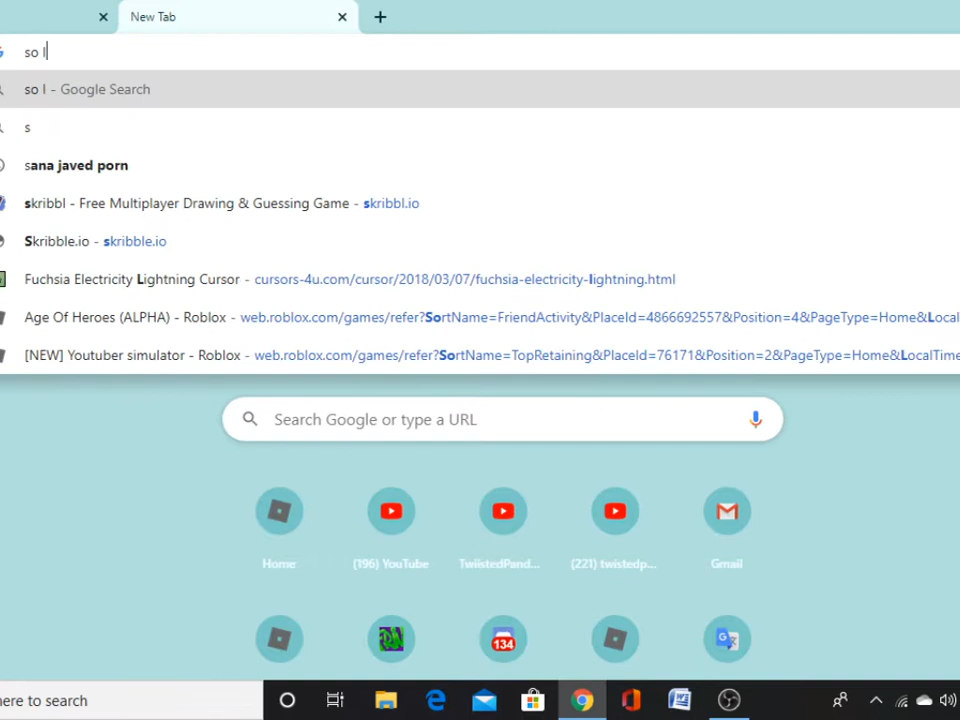 New Tab
so l
so l - Google Search
s
sana javed porn
skribbl - Free Multiplayer Drawing & Guessing Game - skribbl.io
Skribble.io - skribble.io
Fuchsia Electricity Lightning Cursor - cursors-4u.com/cursor/2018/03/07/fuchsia-electricity-lightning.html
Age Of Heroes (ALPHA) - Roblox - web.roblox.com/games/refer?SortName=FriendActivity&PlaceId=4866692557&Position=4&PageType=Home&Local
[NEW] Youtuber simulator - Roblox - web.roblox.com/games/refer?SortName=TopRetaining&PlaceId=76171&Position=2&PageType=Home&LocalTime
Search Google or type a URL
Home (196) YouTube TwiistedPand... (221) twistedp... Gmail
134
here to search